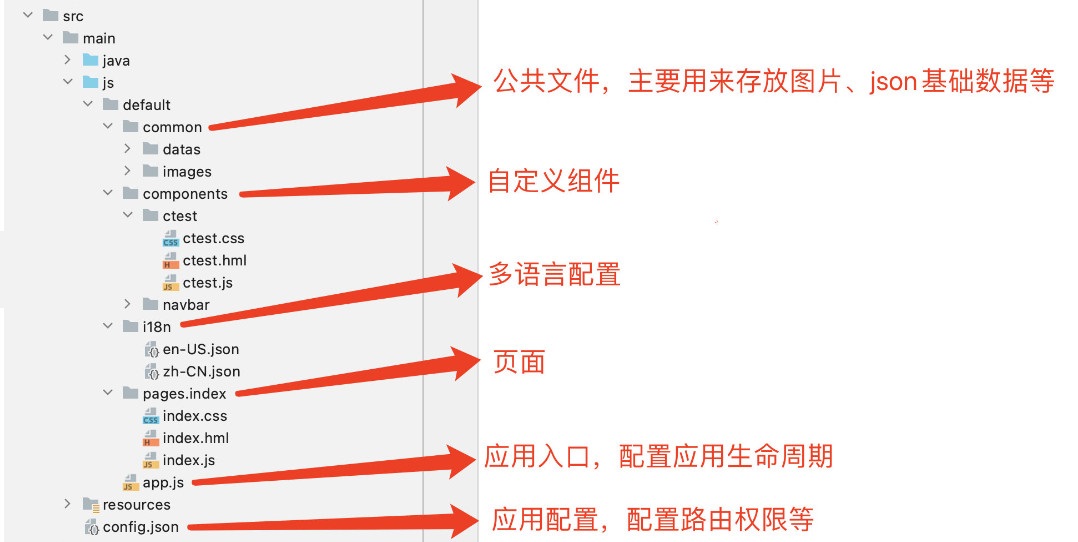 src
main
java
js
default
common
公共文件，主要用来存放图片、json基础数据等
datas
images
components
自定义组件
ctest
ctest.css
ctest.hml
ctest.js
navbar
i18n
多语言配置
en-US.json
zh-CN.json
pages.index
页面
index.css
index.hml
index.js
app.js
应用入口，配置应用生命周期
resources
config.json
应用配置，配置路由权限等